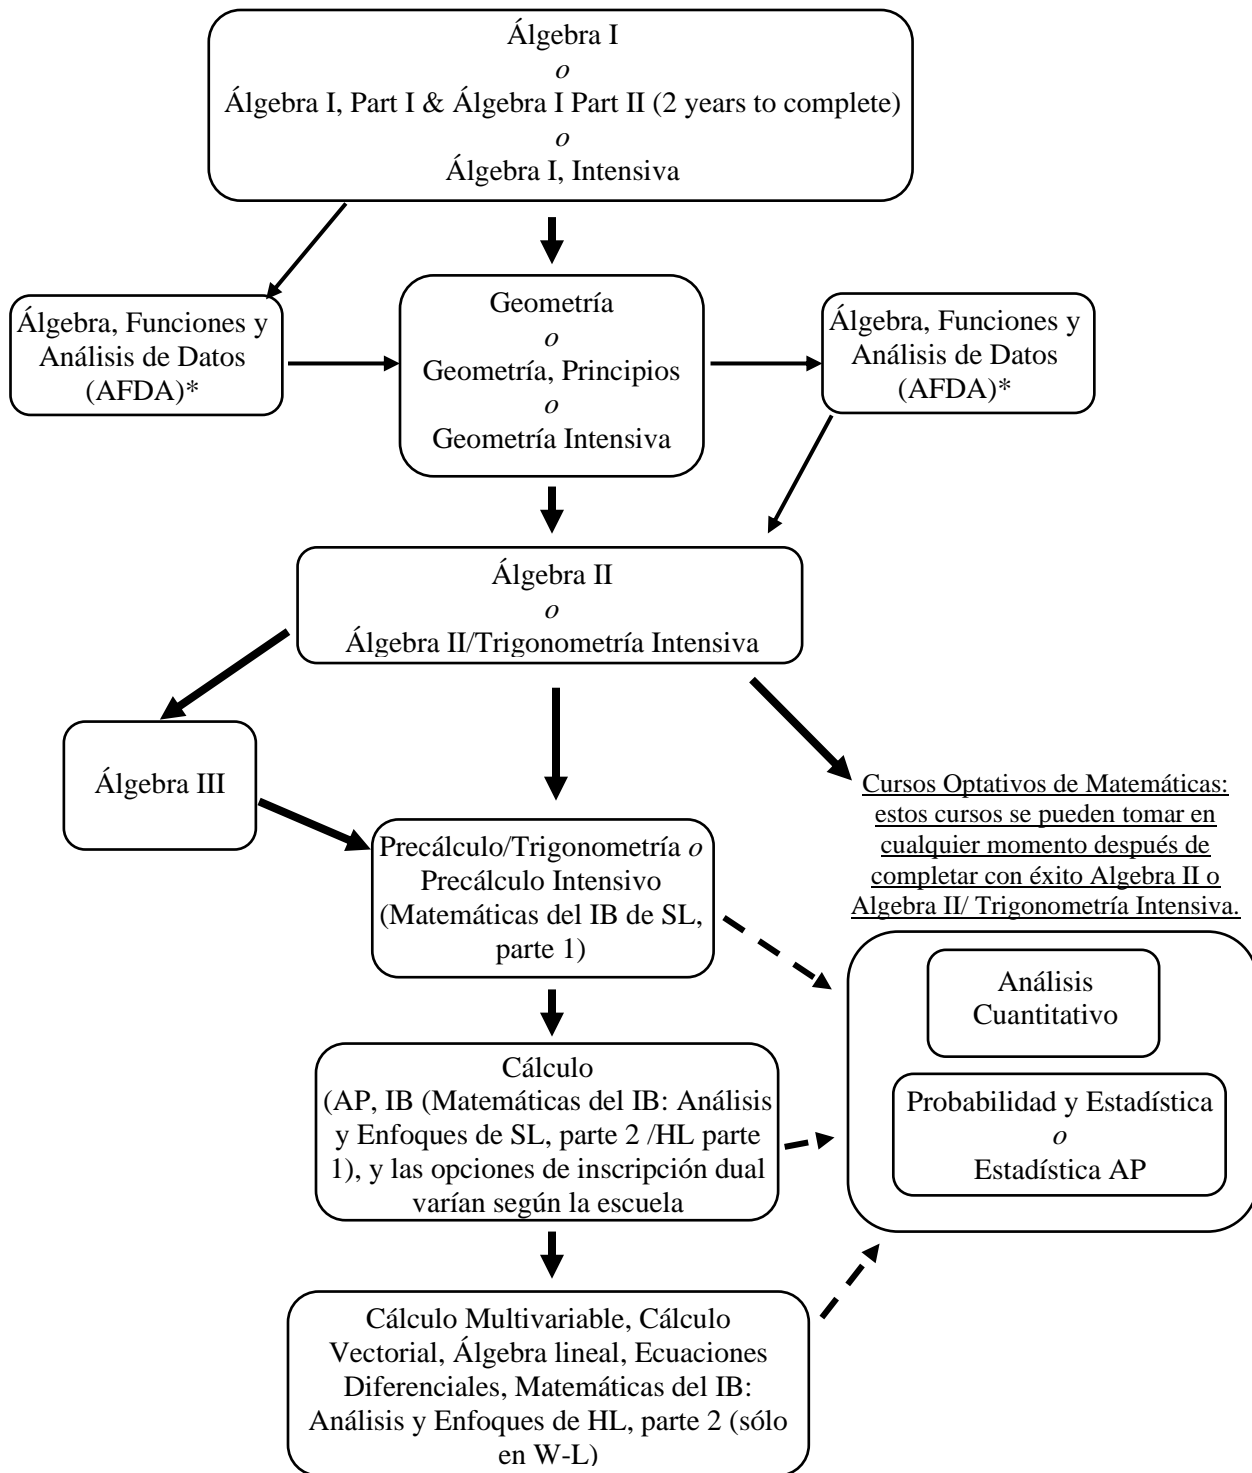 Álgebra I
o
Álgebra I, Part I & Álgebra I Part II (2 years to complete)
o
Álgebra I, Intensiva
Álgebra, Funciones y
Análisis de Datos
(AFDA)*
Geometría
o
Geometría, Principios
o
Geometría Intensiva
Álgebra, Funciones y
Análisis de Datos
(AFDA)*
Álgebra II
o
Álgebra II/Trigonometría Intensiva
Álgebra III
Cursos Optativos de Matemáticas:
estos cursos se pueden tomar en
cualquier momento después de
completar con éxito Algebra II o
Algebra II/ Trigonometría Intensiva.
Precálculo/Trigonometría o
Precálculo Intensivo
(Matemáticas del IB de SL,
parte 1)
Análisis
Cuantitativo
Probabilidad y Estadística
o
Estadística AP
Cálculo
(AP, IB (Matemáticas del IB: Análisis
y Enfoques de SL, parte 2 /HL parte
1), y las opciones de inscripción dual
varían según la escuela
Cálculo Multivariable, Cálculo
Vectorial, Álgebra lineal, Ecuaciones
Diferenciales, Matemáticas del IB:
Análisis y Enfoques de HL, parte 2 (sólo
en W-L)